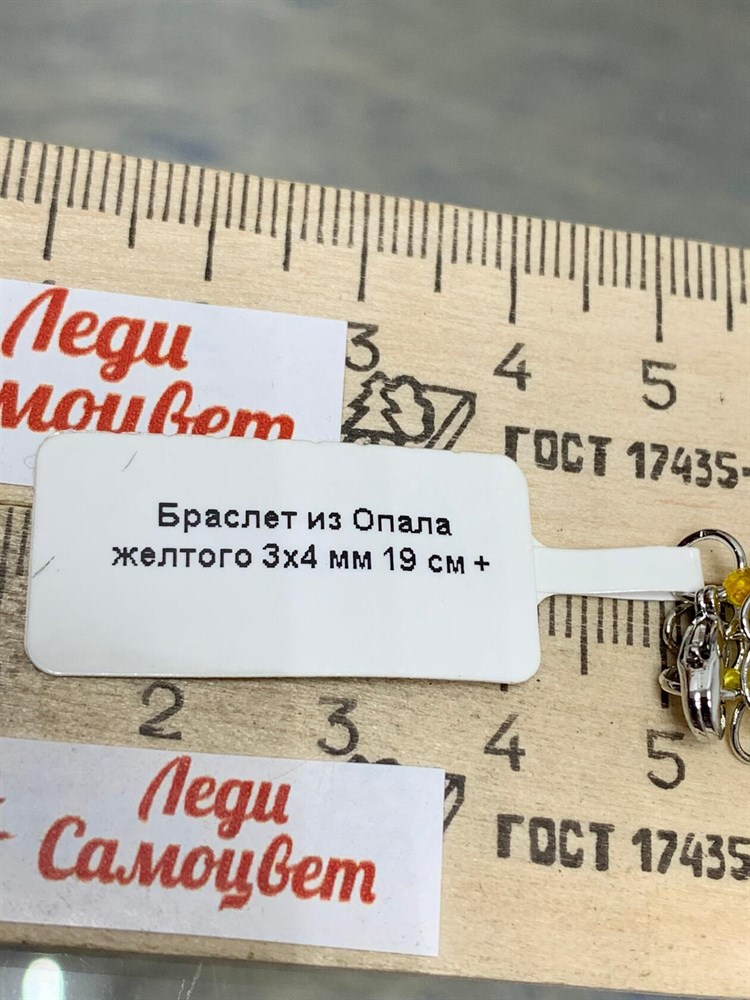 Леди
Самоцвет
3 4 5
ГОСТ 17435-
Браслет из Опала
желтого 3х4 мм 19 см +
2 3 4 5
Леди
Самоцвет
ГОСТ 17435